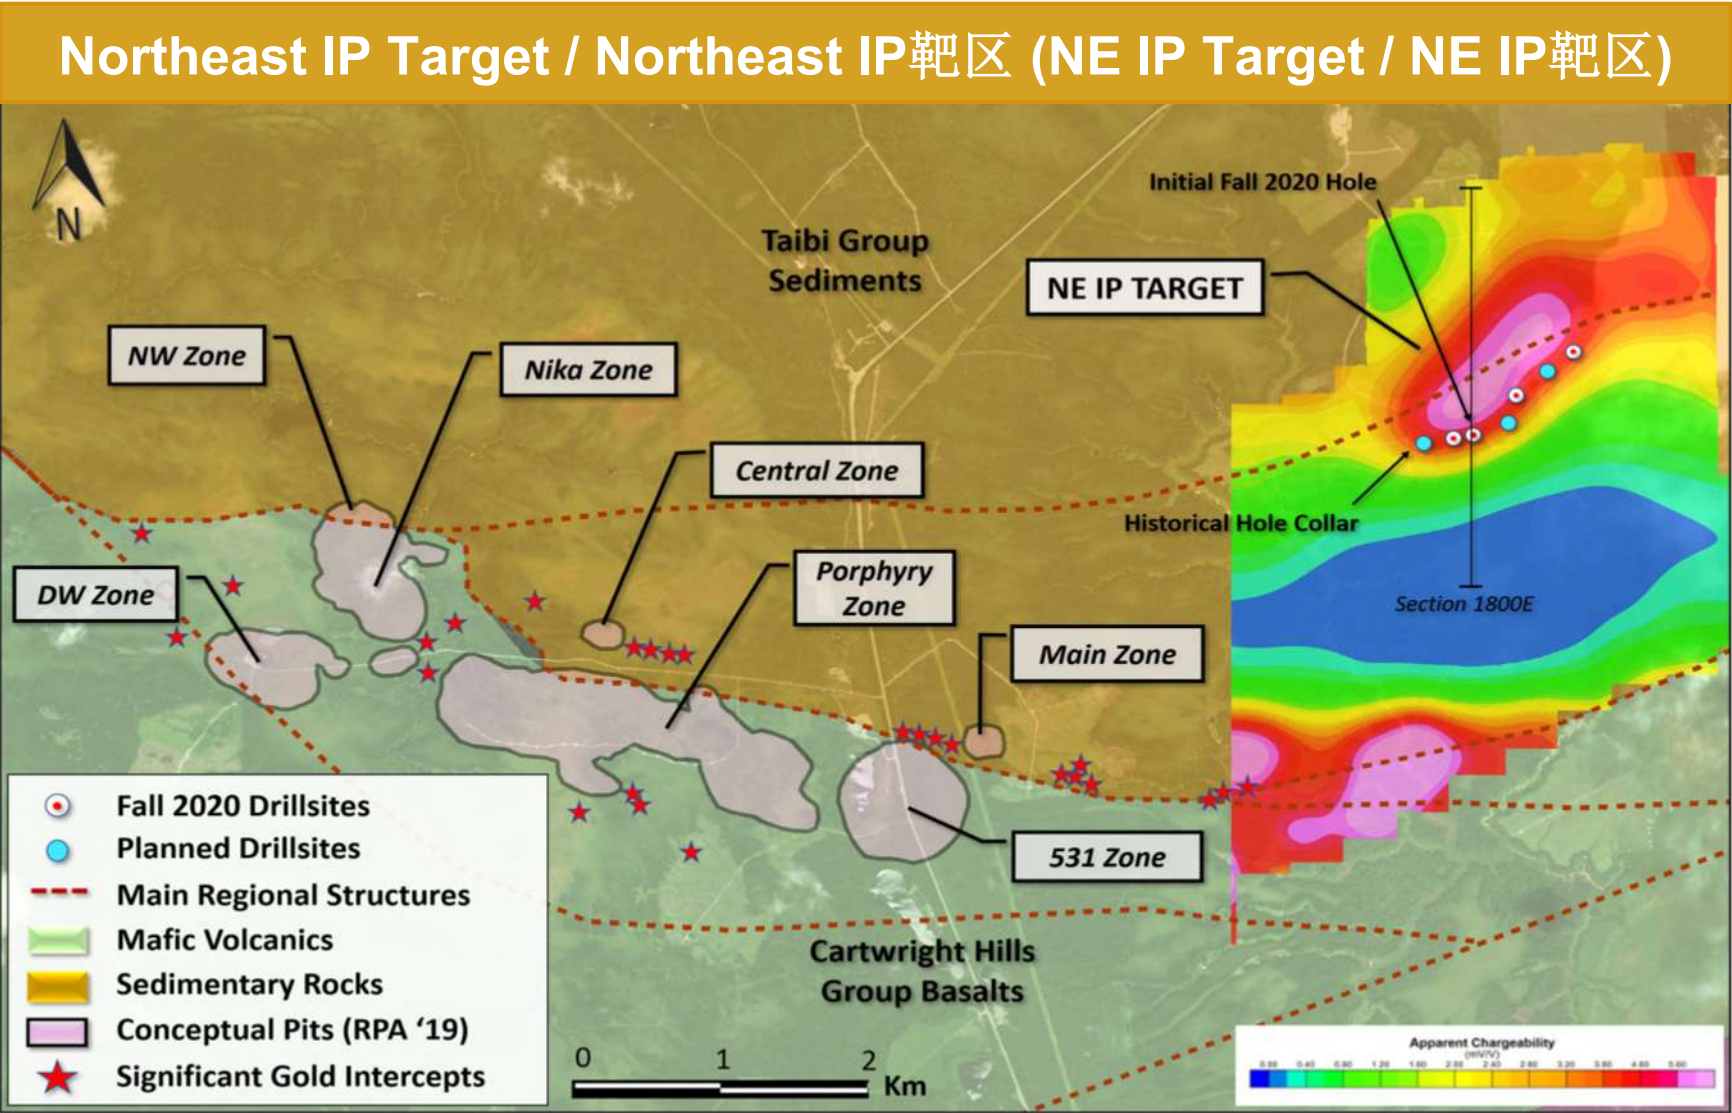 Northeast IP Target / Northeast IP靶区 (NE IP Target / NE IP靶区)
N
Initial Fall 2020 Hole
Taibi Group
Sediments
NE IP TARGET
NW Zone
Nika Zone
Central Zone
Historical Hole Collar
DW Zone
Porphyry
Zone
Section 1800E
Main Zone
531 Zone
Cartwright Hills
Group Basalts
Fall 2020 Drillsites
Planned Drillsites
Main Regional Structures
Mafic Volcanics
Sedimentary Rocks
Conceptual Pits (RPA ‘19)
Significant Gold Intercepts
0 1 2
Km
Apparent Chargeability
(mV/V)